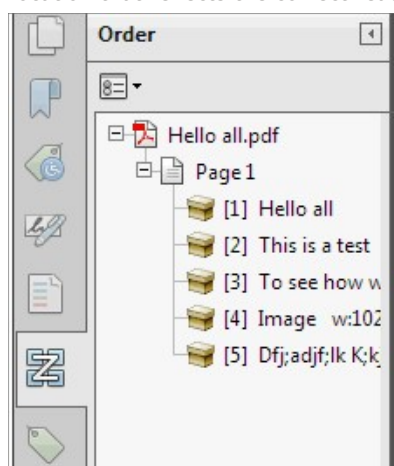 Order
Hello all.pdf
Page 1
[1] Hello all
[2] This is a test
[3] To see how w
[4] Image w:102
[5] Dfj;adjf;lk K;kj